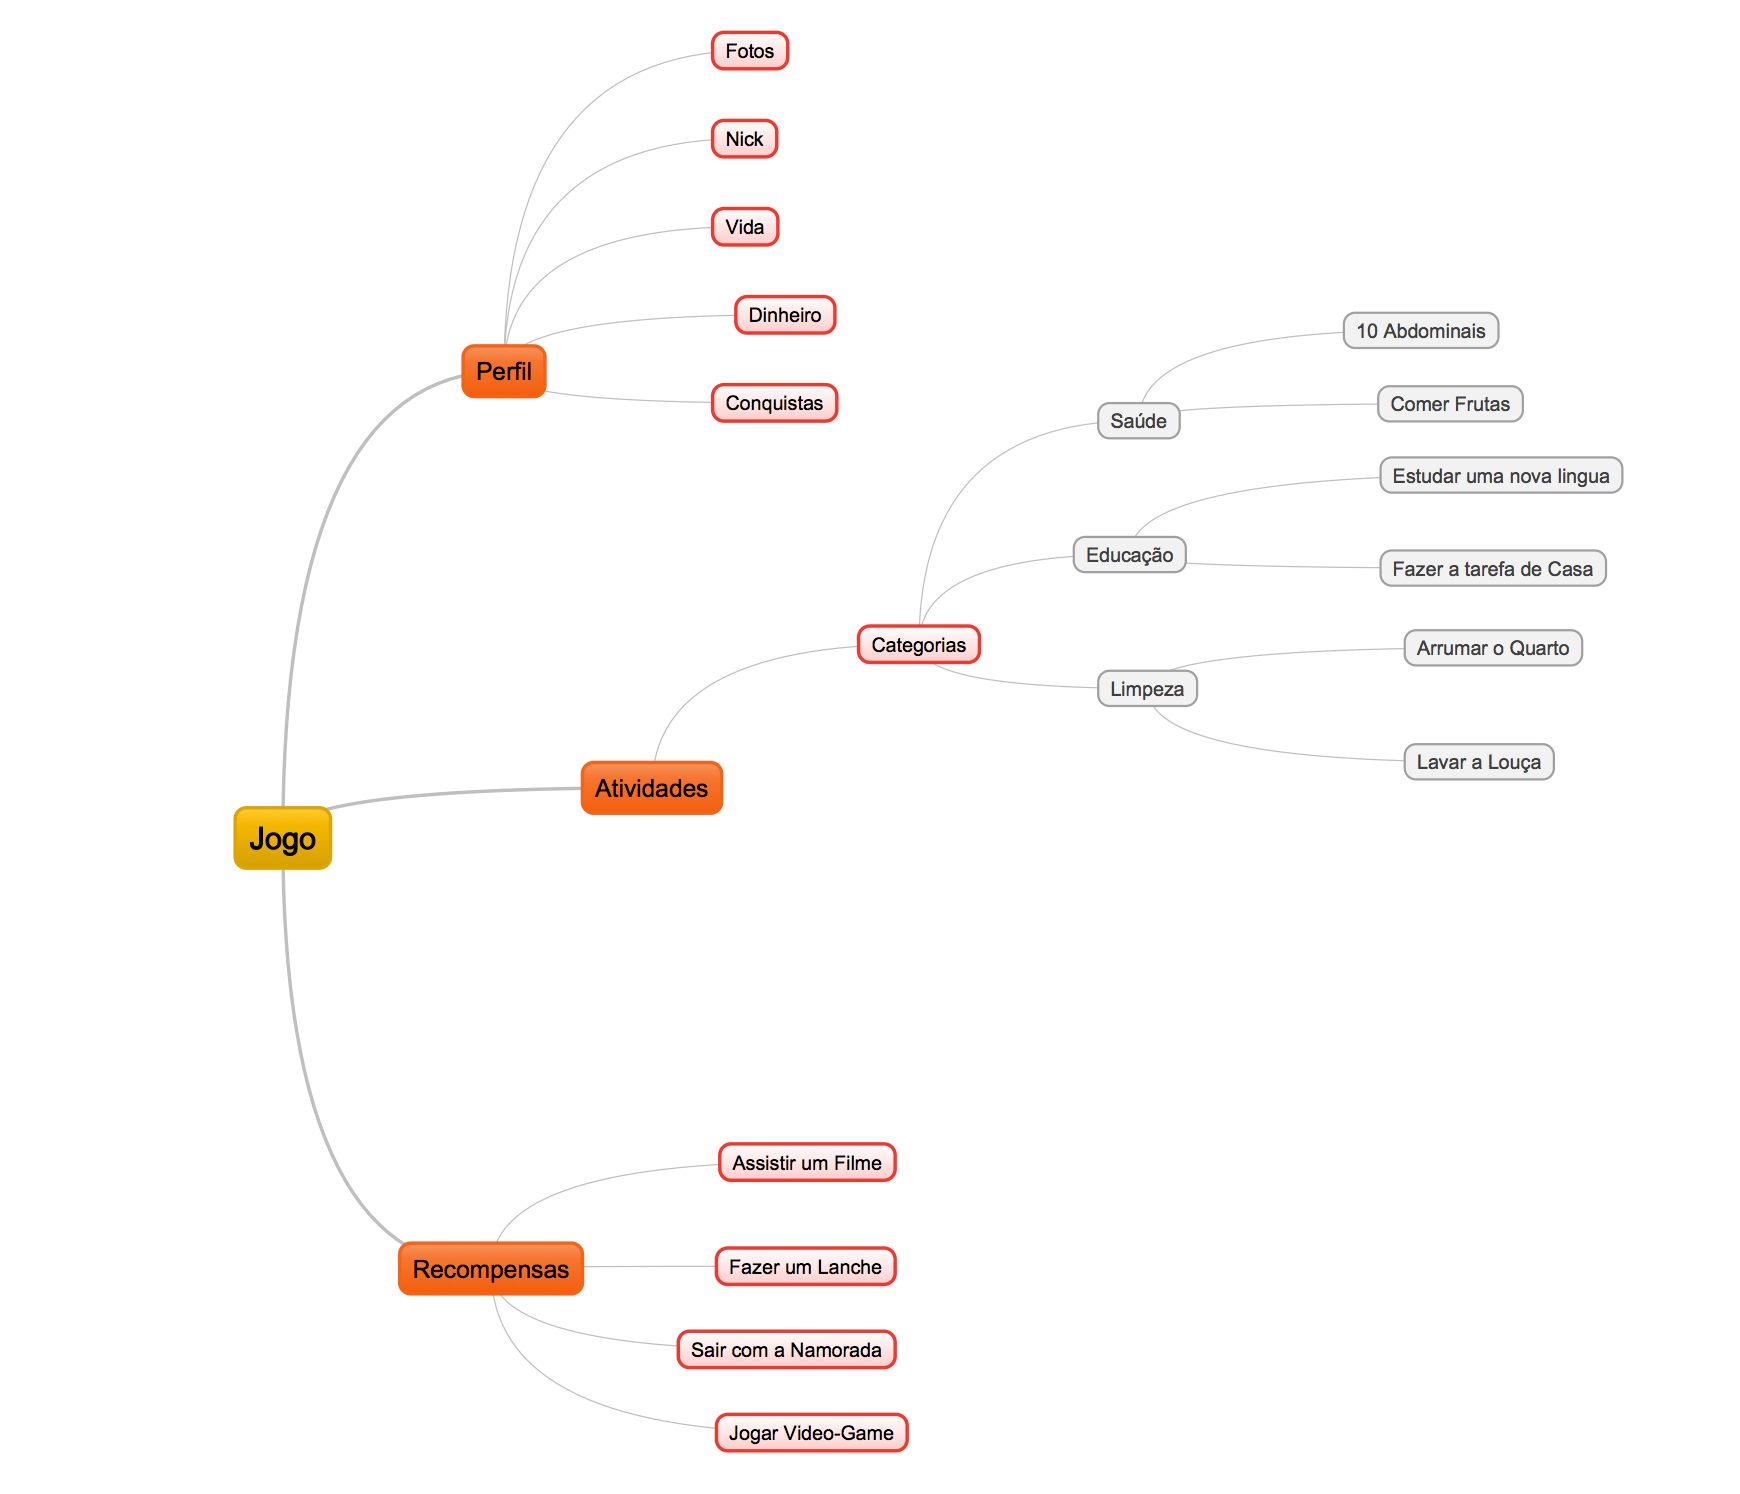 Jogo
Perfil
Fotos
Nick
Vida
Dinheiro
Conquistas
Atividades
Categorias
Saúde
10 Abdominais
Comer Frutas
Educação
Estudar uma nova lingua
Fazer a tarefa de Casa
Limpeza
Arrumar o Quarto
Lavar a Louça
Recompensas
Assistir um Filme
Fazer um Lanche
Sair com a Namorada
Jogar Video-Game